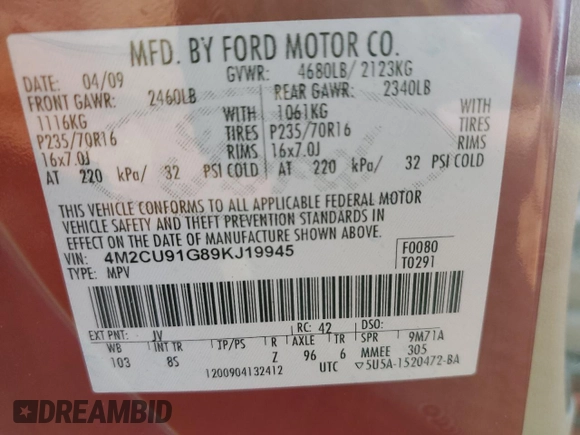 MFD. BY FORD MOTOR CO.
DATE: 04/09 GVWR: 4680LB/ 2123KG
FRONT GAWR: 2460LB REAR GAWR: 2340LB
1116KG WITH 1061KG WITH
P235/70R16 TIRES P235/70R16 TIRES
16x7.0J RIMS 16x7.0J RIMS
AT 220 kPa/ 32 PSI COLD AT 220 kPa/ 32 PSI COLD
THIS VEHICLE CONFORMS TO ALL APPLICABLE FEDERAL MOTOR
VEHICLE SAFETY AND THEFT PREVENTION STANDARDS IN
EFFECT ON THE DATE OF MANUFACTURE SHOWN ABOVE.
VIN: 4M2CU91G89KJ19945 F0080
TYPE: MPV T0291
EXT PNT: JV RC: 42 DSO:
WB INT TR TP/PS R AXLE TR SPR 9M71A
103 8S Z 96 6 MMEE 305
1200904132412 UTC ▽5U5A-1520472-BA
DREAMBID